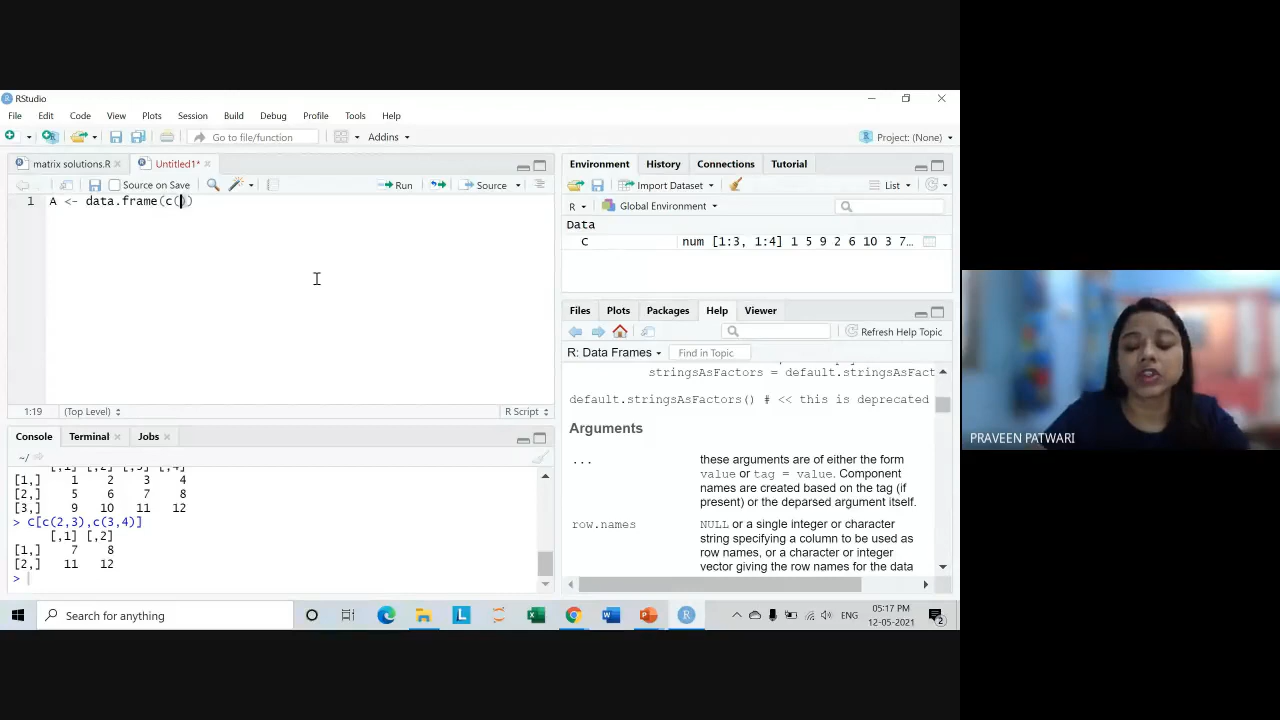 RStudio
File Edit Code View Plots Session Build Debug Profile Tools Help
Go to file/function Addins Project: (None)
matrix solutions.R Untitled1*
Source on Save Run Source
1 A <- data.frame(c())
1:19 (Top Level) R Script
Console Terminal Jobs
~/
[1,] 1 2 3 4
[2,] 5 6 7 8
[3,] 9 10 11 12
> C[c(2,3),c(3,4)]
[,1] [,2]
[1,] 7 8
[2,] 11 12
>
Environment History Connections Tutorial
Import Dataset List
R Global Environment
Data
C num [1:3, 1:4] 1 5 9 2 6 10 3 7…
Files Plots Packages Help Viewer
Refresh Help Topic
R: Data Frames Find in Topic
stringsAsFactors = default.stringsAsFact
default.stringsAsFactors() # << this is deprecated
Arguments
... these arguments are of either the form
value or tag = value. Component
names are created based on the tag (if
present) or the deparsed argument itself.
row.names NULL or a single integer or character
string specifying a column to be used as
row names, or a character or integer
vector giving the row names for the data
PRAVEEN PATWARI
Search for anything
ENG
05:17 PM
12-05-2021
2